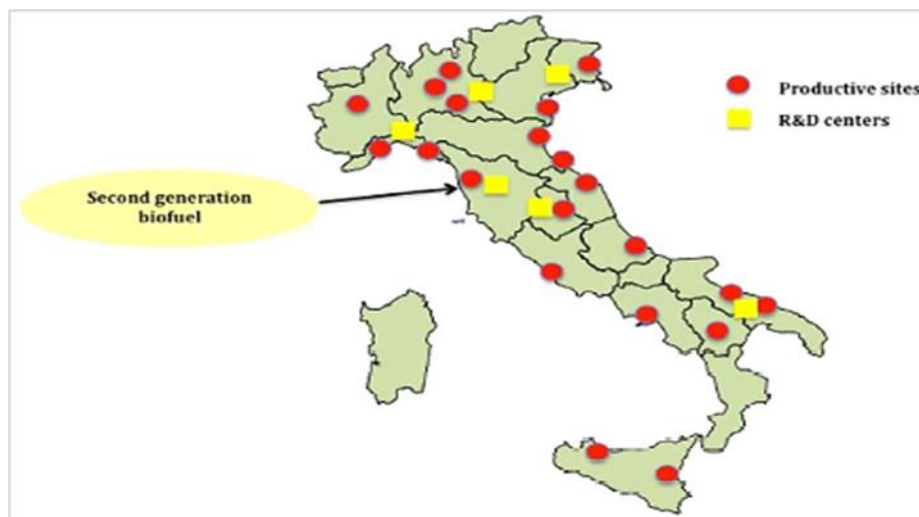 Productive sites
R&D centers
Second generation
biofuel